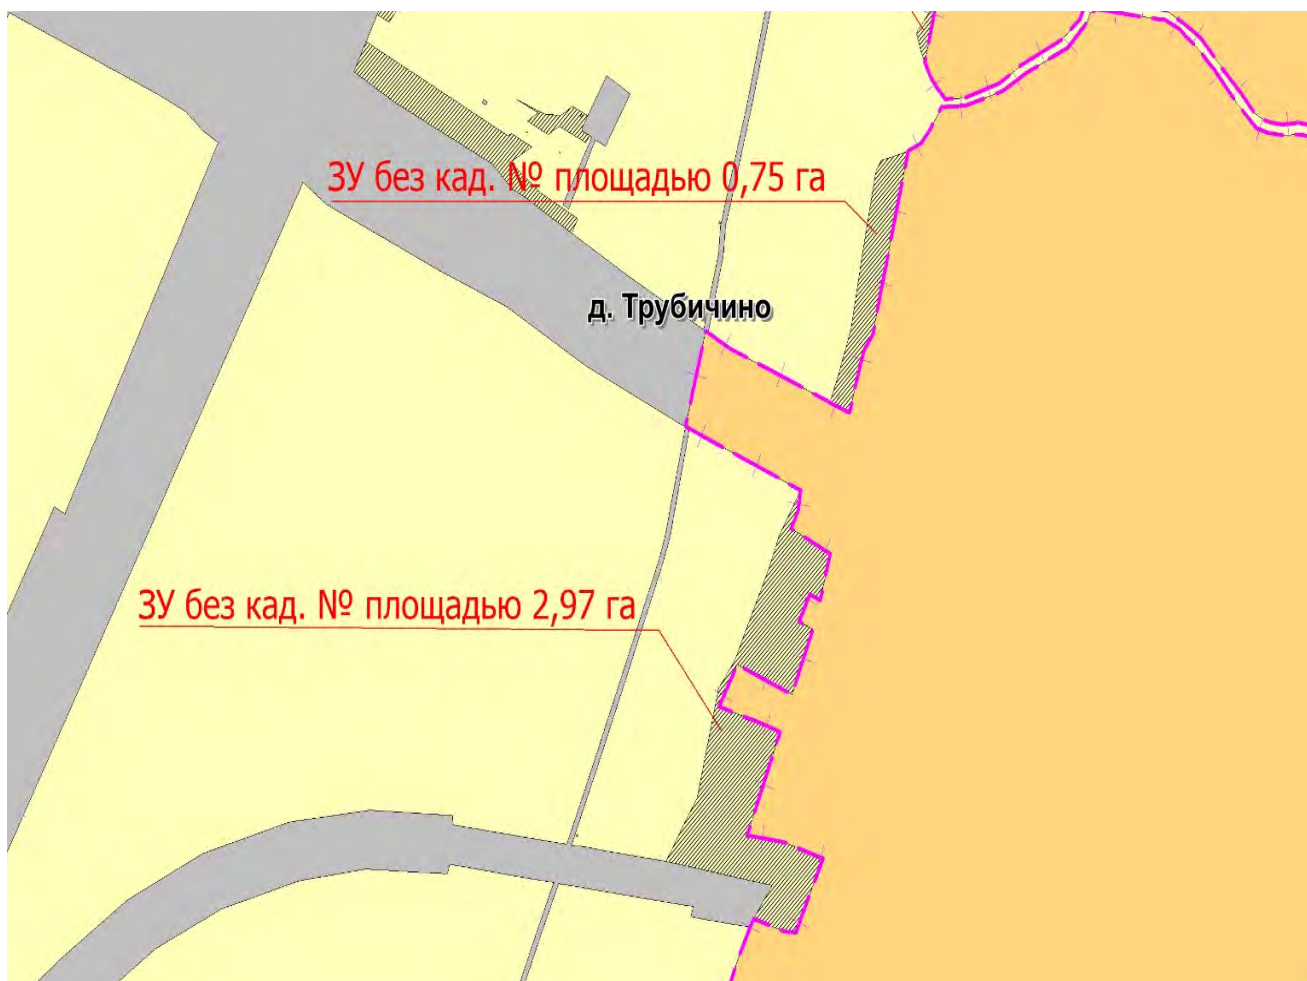 ЗУ без кад. № площадью 0,75 га
д. Трубичино
ЗУ без кад. № площадью 2,97 га